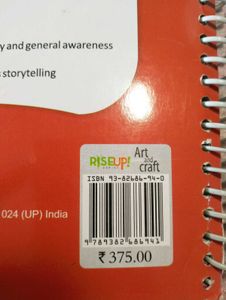 y and general awareness
s storytelling
RISEUP!
Art
and
craft
ISBN 93-82686-94-0
9 789382 686941
₹ 375.00
024 (UP) India